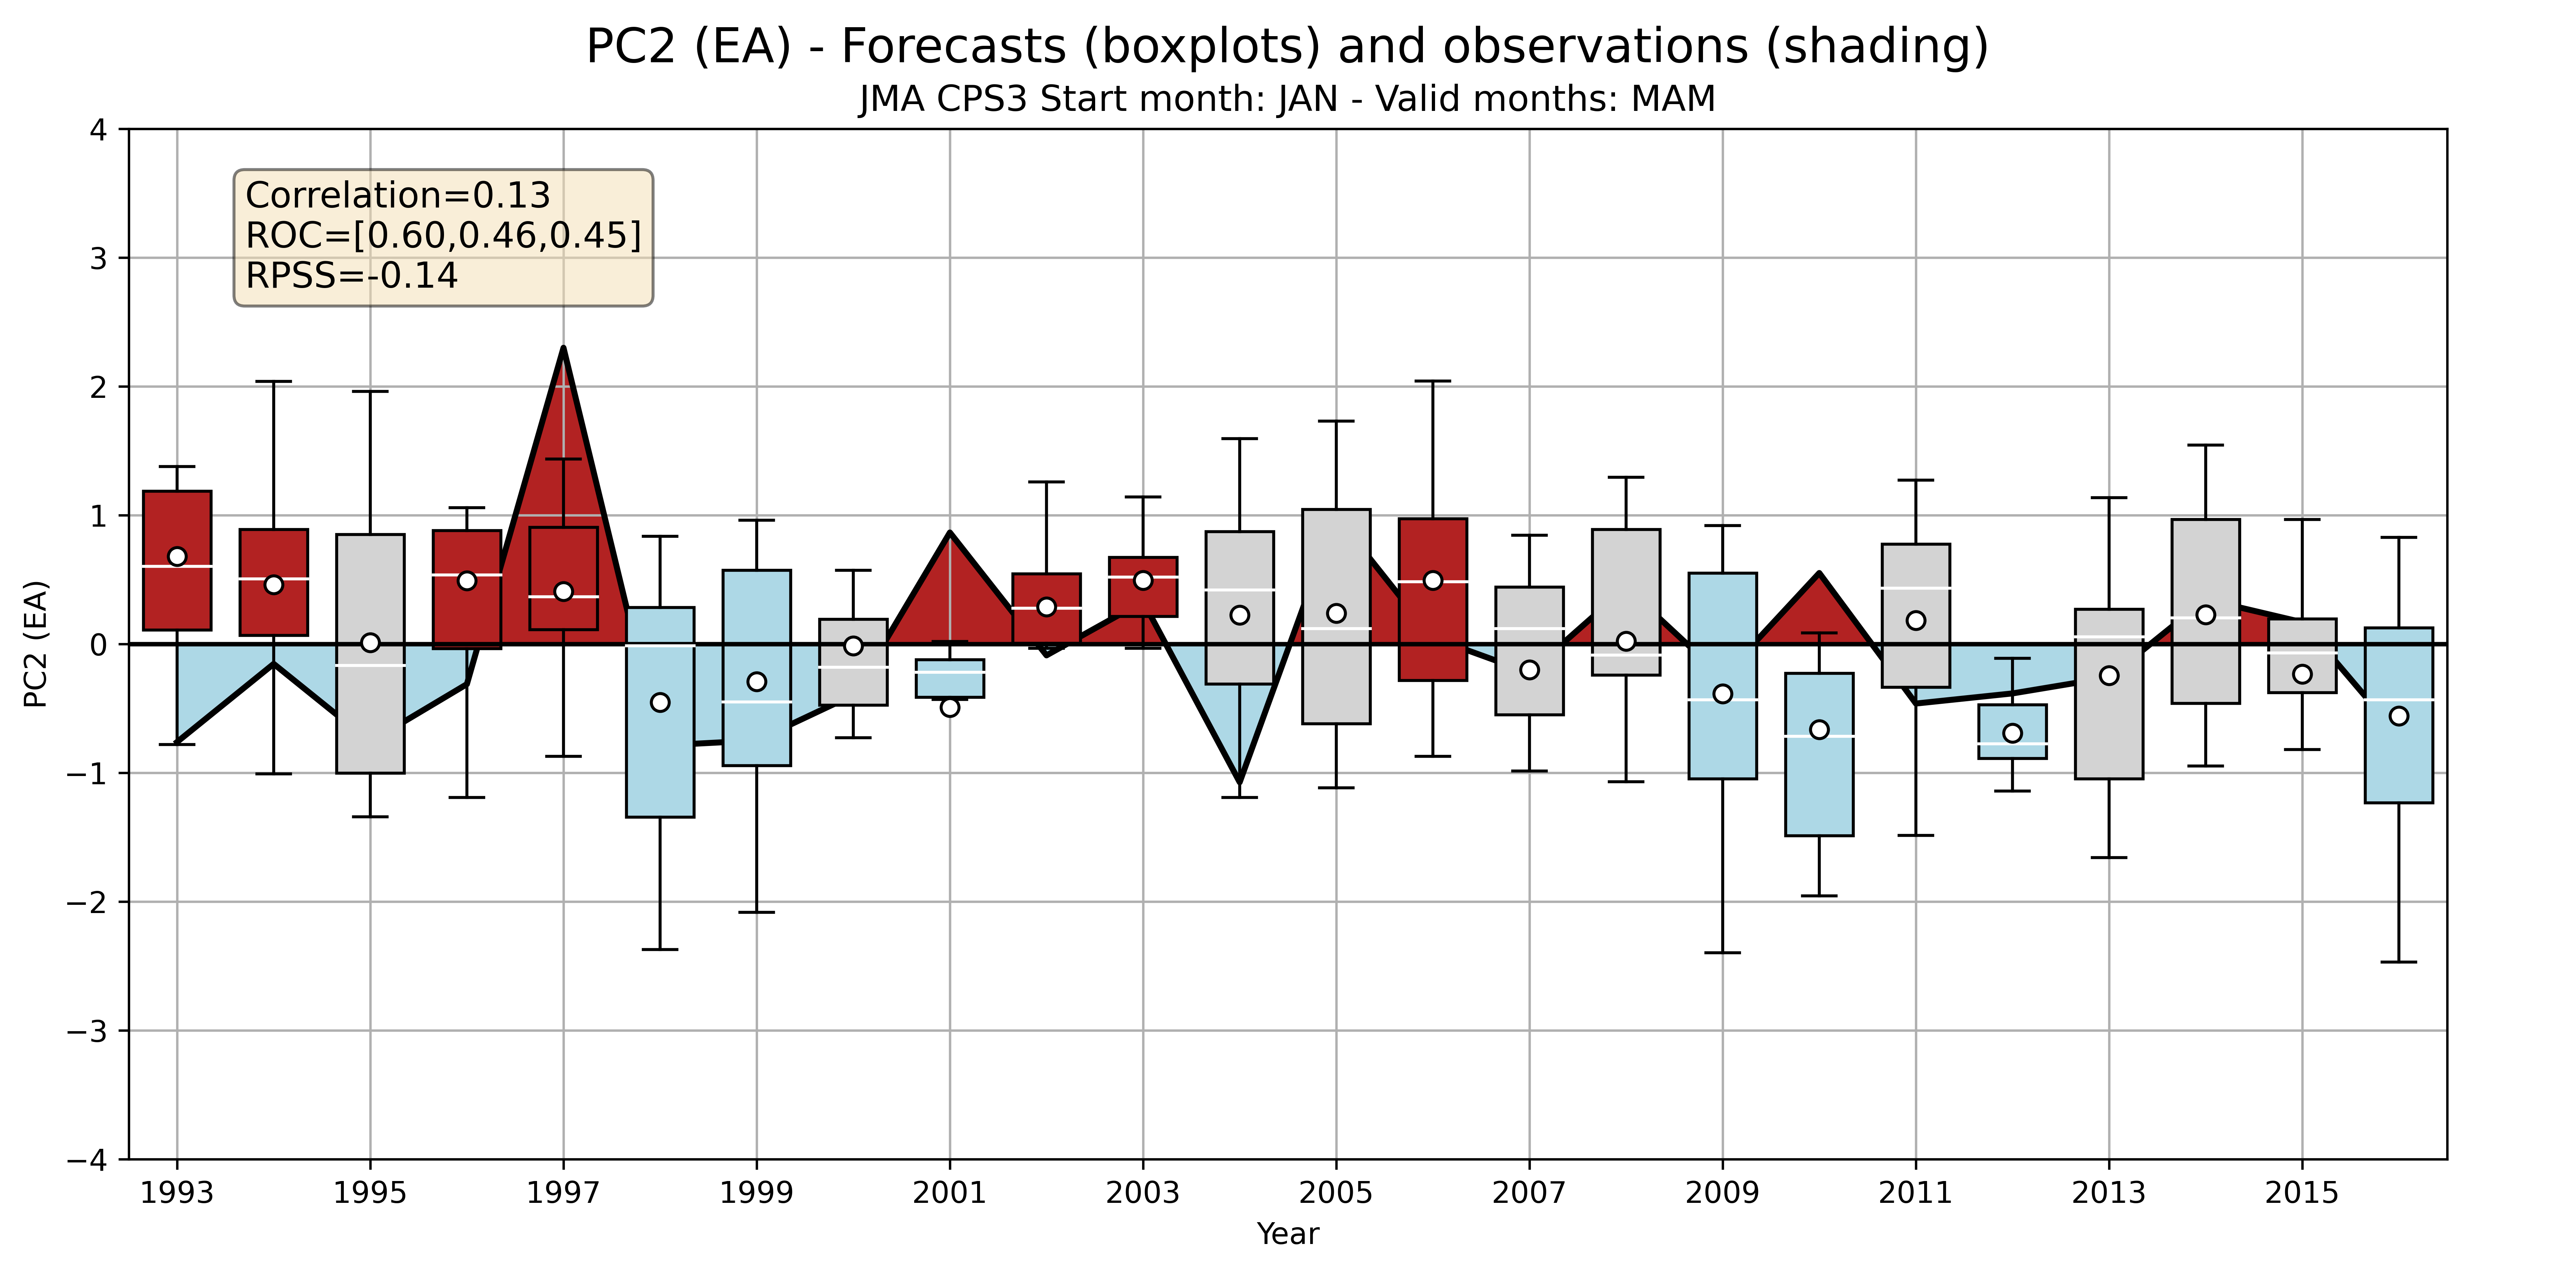 PC2 (EA) - Forecasts (boxplots) and observations (shading)
JMA CPS3 Start month: JAN - Valid months: MAM
Correlation=0.13
ROC=[0.60,0.46,0.45]
RPSS=-0.14
PC2 (EA)
4
3
2
1
0
−1
−2
−3
−4
1993 1995 1997 1999 2001 2003 2005 2007 2009 2011 2013 2015
Year